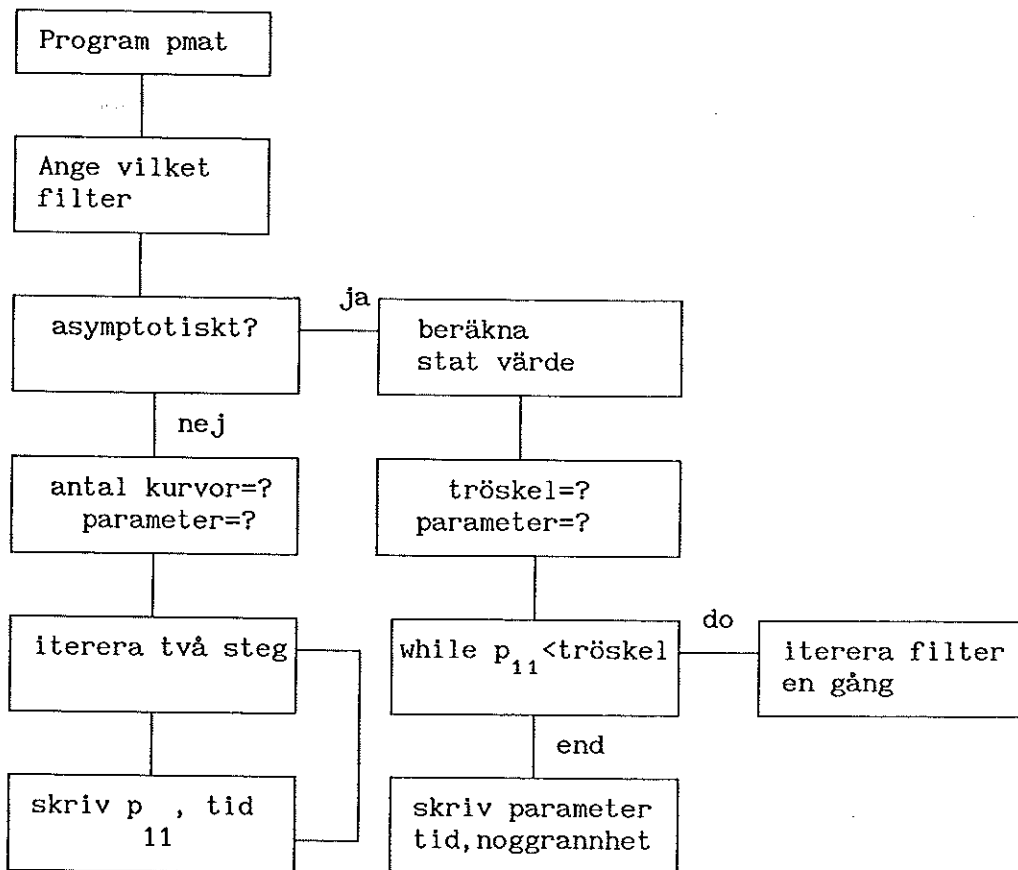 Program pmat
Ange vilket
filter
asymptotiskt?
ja
beräkna
stat värde
nej
antal kurvor=?
parameter=?
tröskel=?
parameter=?
iterera två steg
while p₁₁<tröskel
do
iterera filter
en gång
end
skriv p , tid
11
skriv parameter
tid,noggrannhet